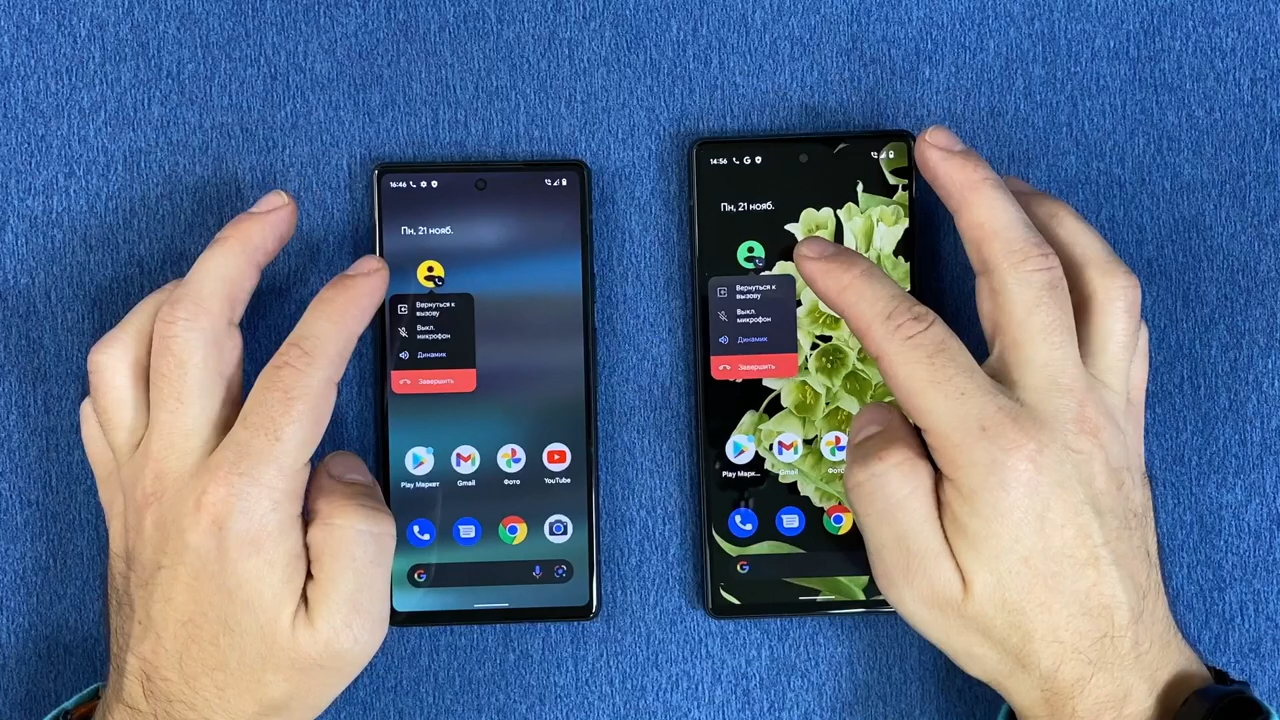 16:46
Пн, 21 нояб.
Вернуться к
вызову
Выкл.
микрофон
Динамик
Завершить
Play Маркет
Gmail
Фото
YouTube
14:56
Пн, 21 нояб.
Вернуться к
вызову
Выкл.
микрофон
Динамик
Завершить
Play Марк...
Gmail
Фото